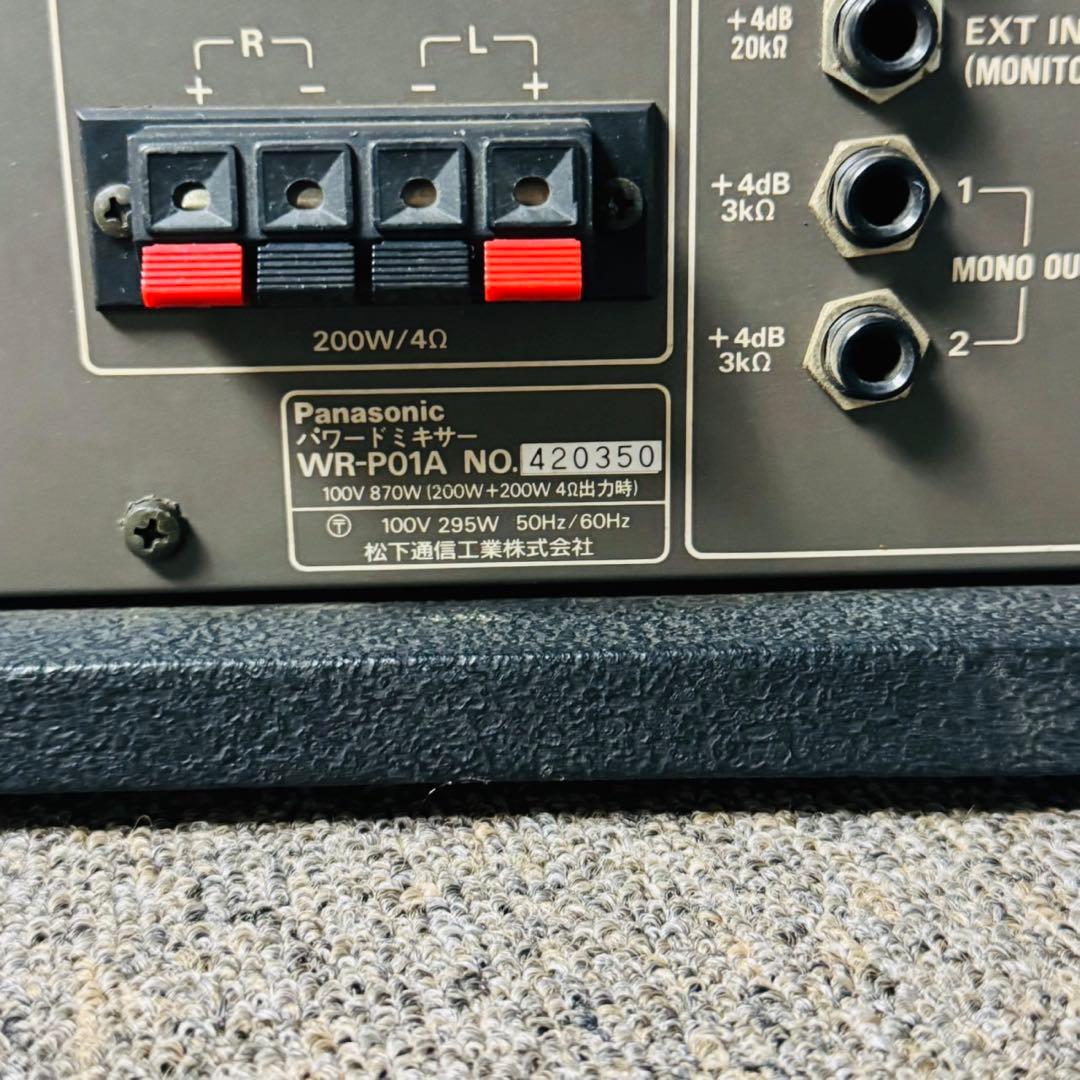 R
+ -
L
- +
200W/4Ω
Panasonic
パワードミキサー
WR-P01A NO. 420350
100V 870W (200W+200W 4Ω出力時)
〒 100V 295W 50Hz/60Hz
松下通信工業株式会社
+4dB
20kΩ
EXT IN
(MONITO
+4dB
3kΩ
1
MONO OU
+4dB
3kΩ
2